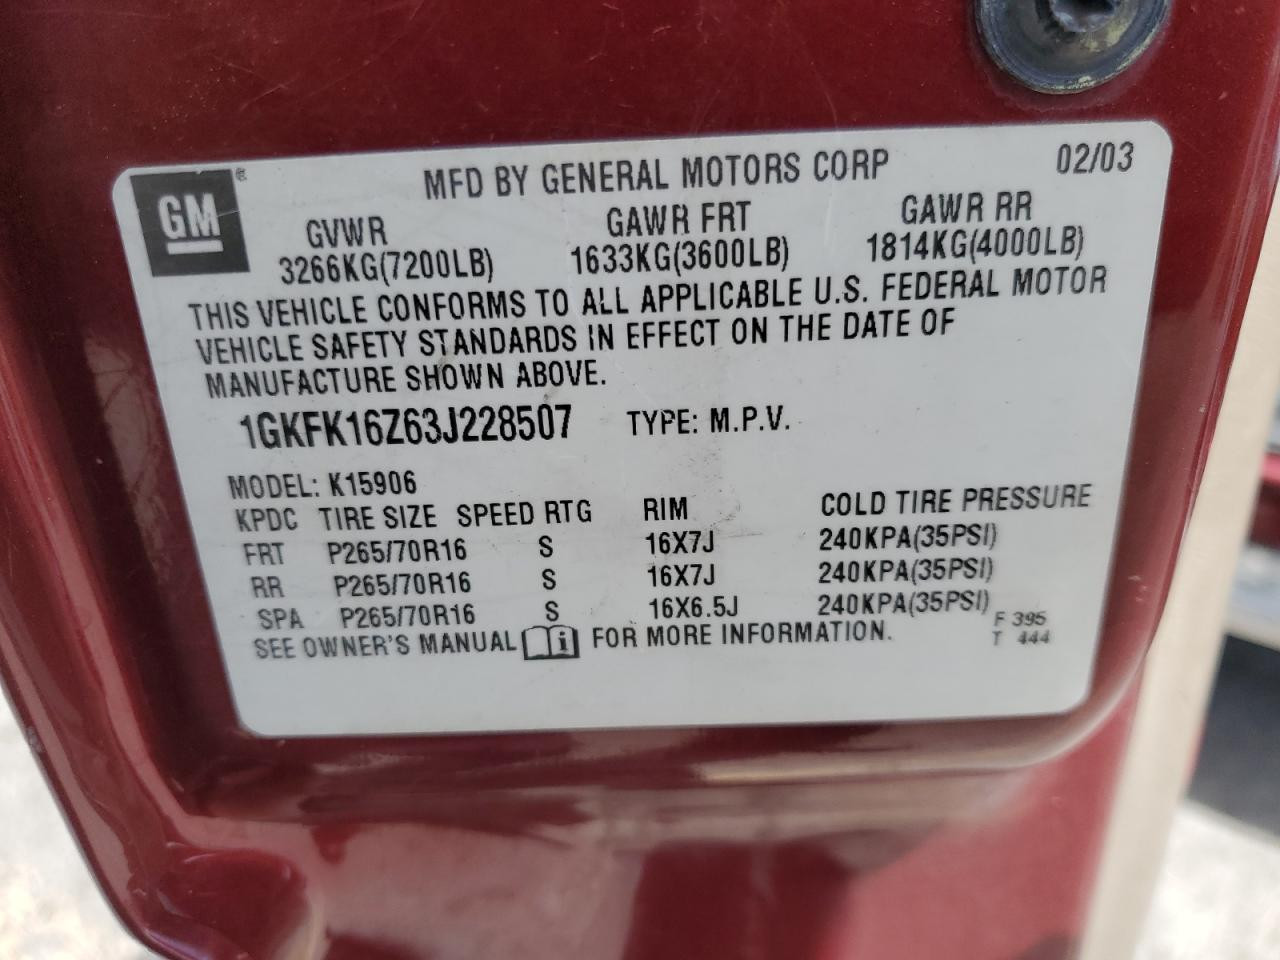 GM®
MFD BY GENERAL MOTORS CORP 02/03
GVWR GAWR FRT GAWR RR
3266KG(7200LB) 1633KG(3600LB) 1814KG(4000LB)
THIS VEHICLE CONFORMS TO ALL APPLICABLE U.S. FEDERAL MOTOR
VEHICLE SAFETY STANDARDS IN EFFECT ON THE DATE OF
MANUFACTURE SHOWN ABOVE.
1GKFK16Z63J228507 TYPE: M.P.V.
MODEL: K15906
KPDC TIRE SIZE SPEED RTG RIM COLD TIRE PRESSURE
FRT P265/70R16 S 16X7J 240KPA(35PSI)
RR P265/70R16 S 16X7J 240KPA(35PSI)
SPA P265/70R16 S 16X6.5J 240KPA(35PSI)
SEE OWNER'S MANUAL i FOR MORE INFORMATION.
F 395
T 444